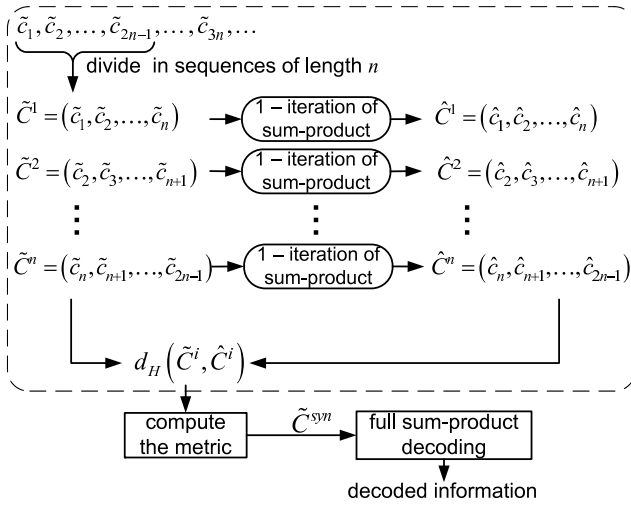 c̃₁, c̃₂, …, c̃₂ₙ₋₁, …, c̃₃ₙ, …
divide in sequences of length n
C̃¹ = (c̃₁, c̃₂, …, c̃ₙ) 1 – iteration of sum-product Ĉ¹ = (ĉ₁, ĉ₂, …, ĉₙ)
C̃² = (c̃₂, c̃₃, …, c̃ₙ₊₁) 1 – iteration of sum-product Ĉ² = (ĉ₂, ĉ₃, …, ĉₙ₊₁)
⋮ ⋮ ⋮
C̃ⁿ = (c̃ₙ, c̃ₙ₊₁, …, c̃₂ₙ₋₁) 1 – iteration of sum-product Ĉⁿ = (ĉₙ, ĉₙ₊₁, …, ĉ₂ₙ₋₁)
d_H (C̃ⁱ, Ĉⁱ)
compute
the metric
C̃ˢʸⁿ
full sum-product
decoding
decoded information